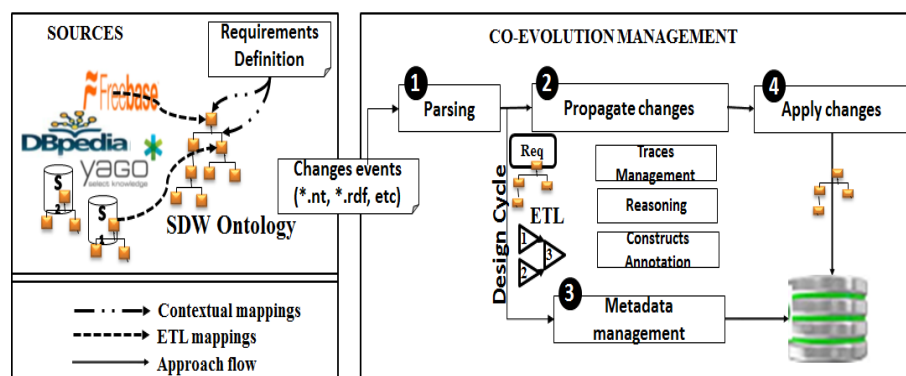 SOURCES
Requirements
Definition
Freebase
DBpedia
yago
select knowledge
S
2
S
SDW Ontology
Changes events
(*.nt, *.rdf, etc)
Contextual mappings
ETL mappings
Approach flow
CO-EVOLUTION MANAGEMENT
1
Parsing
2
Propagate changes
4
Apply changes
Req
Traces
Management
Reasoning
Constructs
Annotation
Design Cycle
ETL
1
2
3
3
Metadata
management